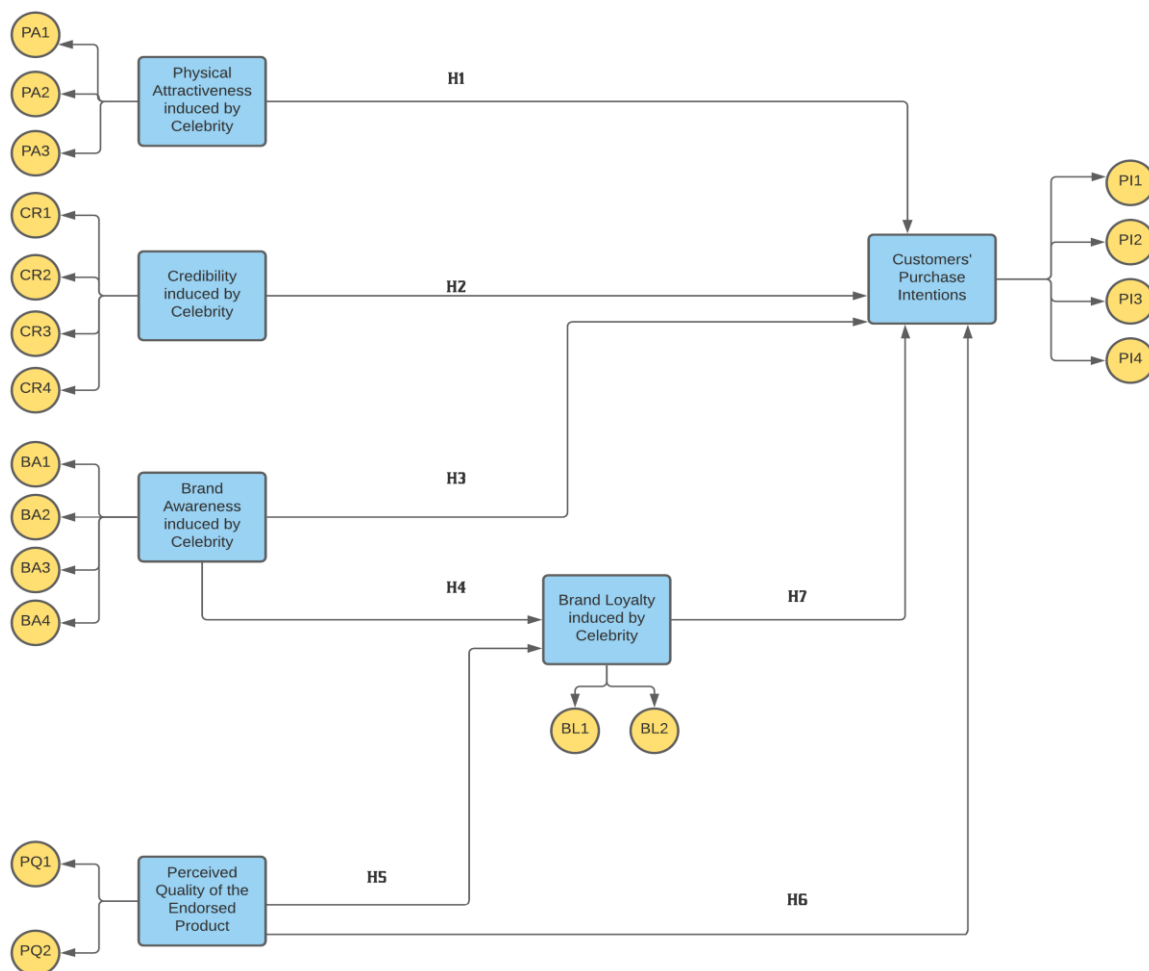 PA1
PA2
PA3
Physical
Attractiveness
induced by
Celebrity
H1
CR1
CR2
CR3
CR4
Credibility
induced by
Celebrity
H2
Customers'
Purchase
Intentions
PI1
PI2
PI3
PI4
BA1
BA2
BA3
BA4
Brand
Awareness
induced by
Celebrity
H3
H4
Brand Loyalty
induced by
Celebrity
H7
BL1
BL2
PQ1
PQ2
Perceived
Quality of the
Endorsed
Product
H5
H6